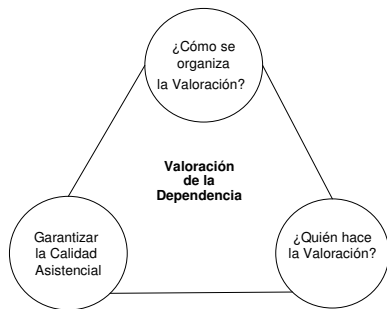 ¿Cómo se
organiza
la Valoración?
Valoración
de la
Dependencia
Garantizar
la Calidad
Asistencial
¿Quién hace
la Valoración?